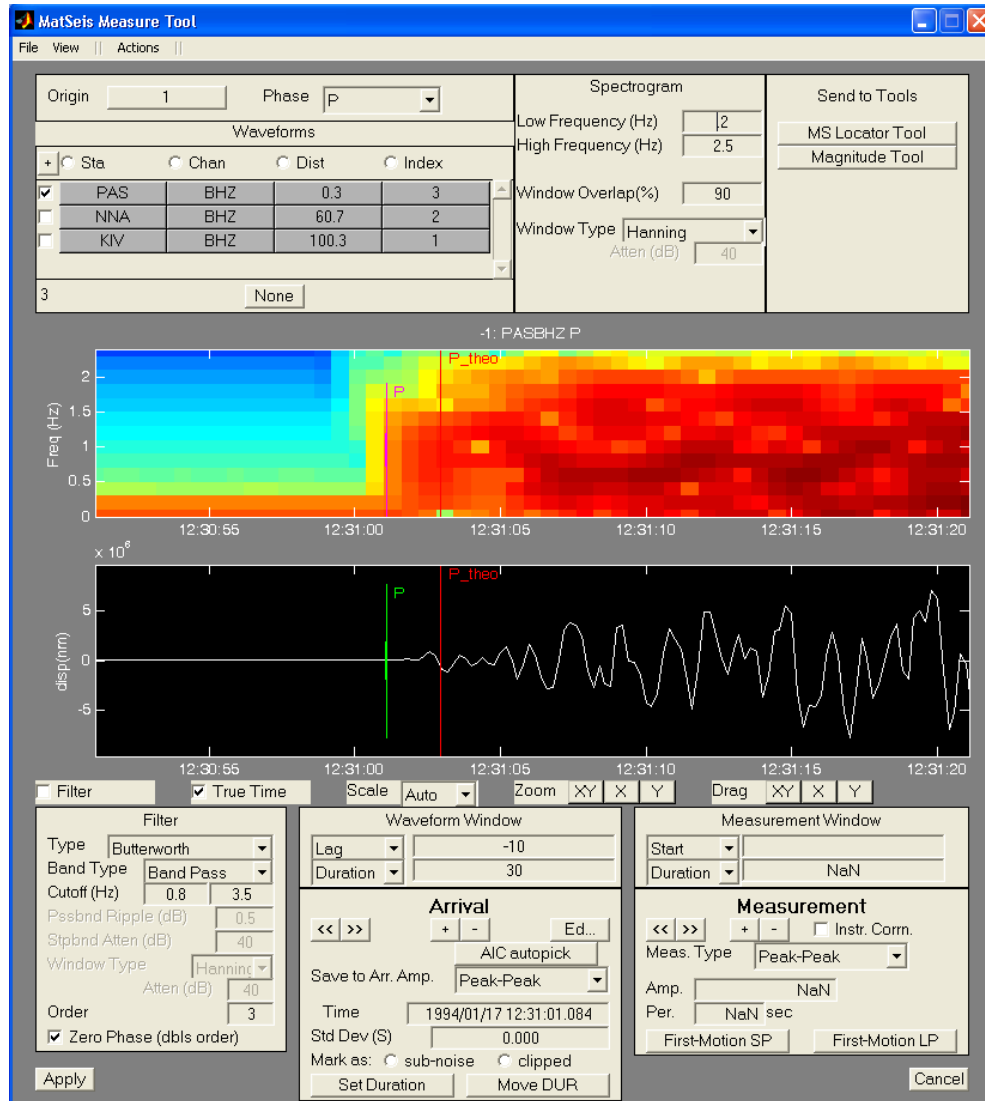 MatSeis Measure Tool
File View || Actions ||
Origin 1 Phase P
Waveforms
+ Sta Chan Dist Index
PAS BHZ 0.3 3
NNA BHZ 60.7 2
KIV BHZ 100.3 1
3 None
Spectrogram
Low Frequency (Hz) .2
High Frequency (Hz) 2.5
Window Overlap(%) 90
Window Type Hanning
Atten (dB) 40
Send to Tools
MS Locator Tool
Magnitude Tool
-1: PASBHZ P
P_theo
P
Freq (Hz)
2
1.5
1
0.5
0
12:30:55 12:31:00 12:31:05 12:31:10 12:31:15 12:31:20
x 10^6
P_theo
P
disp(nm)
5
0
-5
12:30:55 12:31:00 12:31:05 12:31:10 12:31:15 12:31:20
Filter True Time Scale Auto Zoom XY X Y Drag XY X Y
Filter
Type Butterworth
Band Type Band Pass
Cutoff (Hz) 0.8 3.5
Pssbnd Ripple (dB) 0.5
Stpbnd Atten (dB) 40
Window Type Hanning
Atten (dB) 40
Order 3
Zero Phase (dbls order)
Apply
Waveform Window
Lag -10
Duration 30
Arrival
<< >> + - Ed...
AIC autopick
Save to Arr. Amp. Peak-Peak
Time 1994/01/17 12:31:01.084
Std Dev (S) 0.000
Mark as: sub-noise clipped
Set Duration Move DUR
Measurement Window
Start
Duration NaN
Measurement
<< >> + - Instr. Corrn.
Meas. Type Peak-Peak
Amp. NaN
Per. NaN sec
First-Motion SP First-Motion LP
Cancel